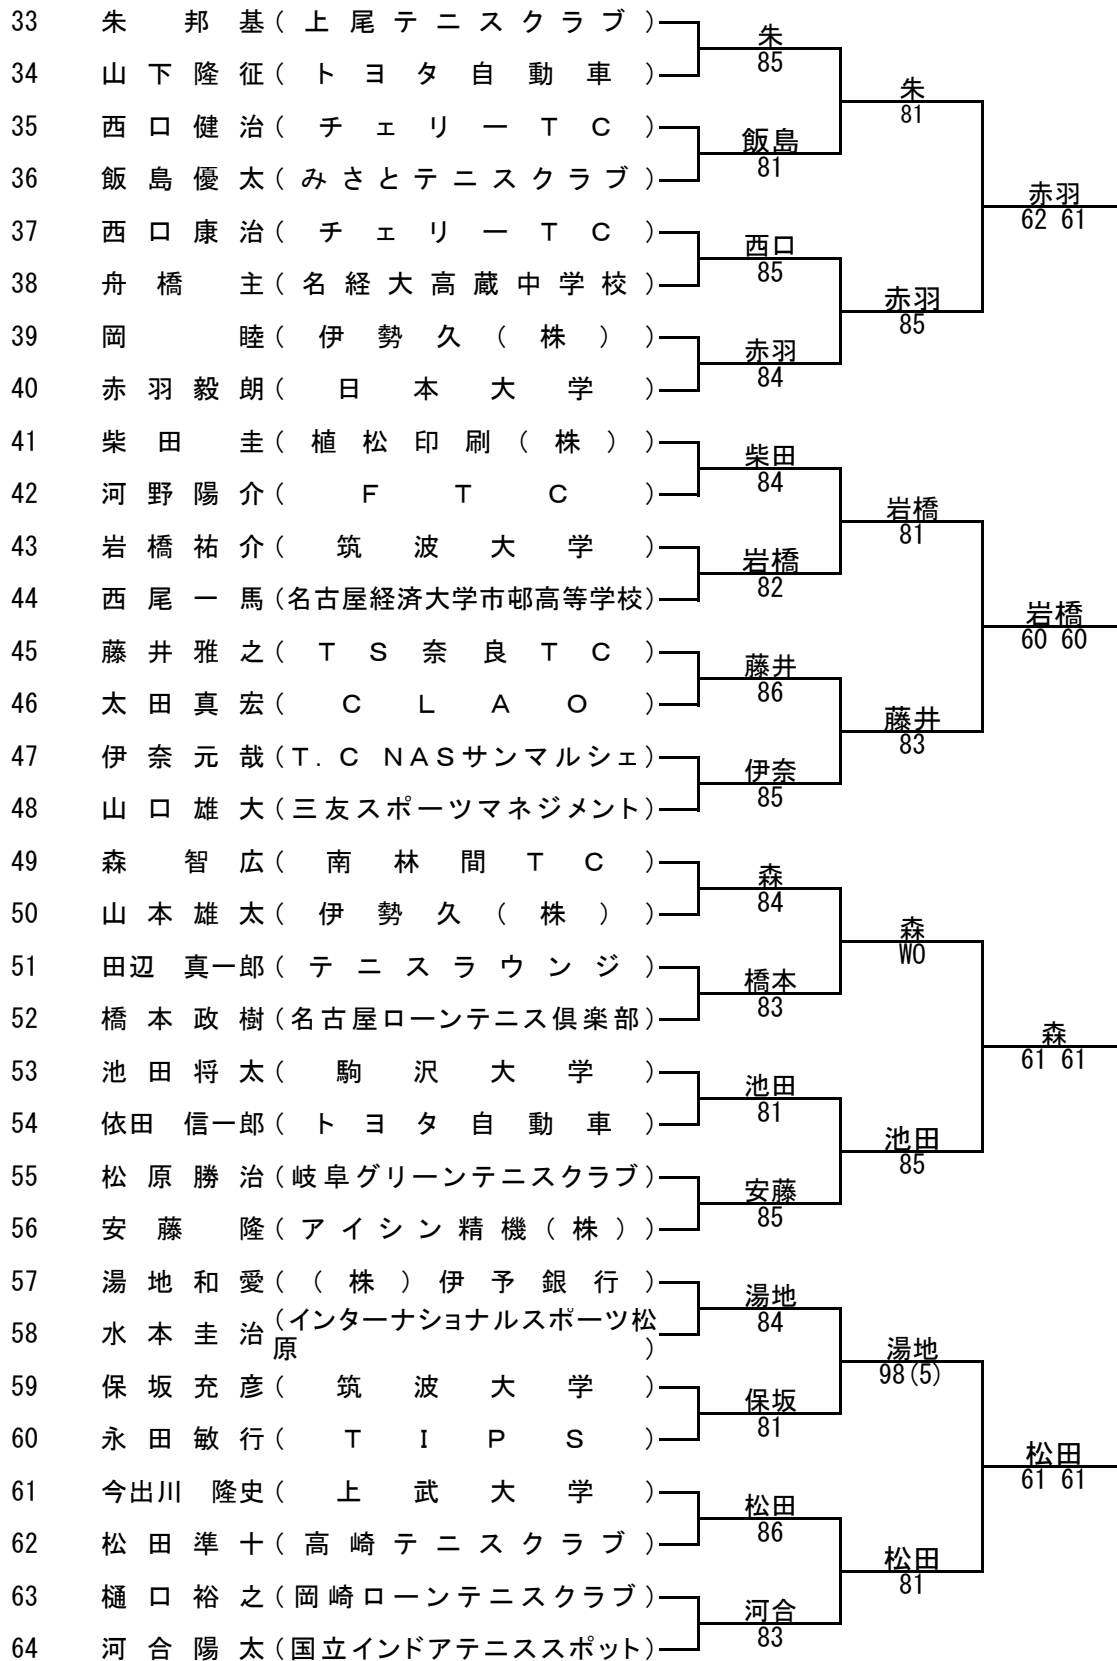 33 朱 邦 基 ( 上尾テニスクラブ )
朱
85
34 山下隆征 ( トヨタ自動車 )
朱
81
35 西口健治 ( チェリーTC )
飯島
81
36 飯島優太 ( みさとテニスクラブ )
赤羽
62 61
37 西口康治 ( チェリーTC )
西口
85
38 舟橋 主 ( 名経大高蔵中学校 )
赤羽
85
39 岡 睦 ( 伊勢久(株) )
赤羽
84
40 赤羽毅朗 ( 日本大学 )
41 柴田 圭 ( 植松印刷(株) )
柴田
84
42 河野陽介 ( FTC )
岩橋
81
43 岩橋祐介 ( 筑波大学 )
岩橋
82
44 西尾一馬 (名古屋経済大学市邨高等学校)
岩橋
60 60
45 藤井雅之 ( TS奈良TC )
藤井
86
46 太田真宏 ( CLAO )
藤井
83
47 伊奈元哉 (T.C NASサンマルシェ)
伊奈
85
48 山口雄大 (三友スポーツマネジメント)
49 森 智広 ( 南林間TC )
森
84
50 山本雄太 ( 伊勢久(株) )
森
WO
51 田辺 真一郎 ( テニスラウンジ )
橋本
83
52 橋本政樹 (名古屋ローンテニス倶楽部)
森
61 61
53 池田将太 ( 駒沢大学 )
池田
81
54 依田 信一郎 ( トヨタ自動車 )
池田
85
55 松原勝治 (岐阜グリーンテニスクラブ)
安藤
85
56 安藤 隆 (アイシン精機(株))
57 湯地和愛 ( (株)伊予銀行 )
湯地
84
58 水本圭治 (インターナショナルスポーツ松
原 )
湯地
98(5)
59 保坂充彦 ( 筑波大学 )
保坂
81
60 永田敏行 ( TIPS )
松田
61 61
61 今出川 隆史 ( 上武大学 )
松田
86
62 松田準十 ( 高崎テニスクラブ )
松田
81
63 樋口裕之 (岡崎ローンテニスクラブ)
河合
83
64 河合陽太 (国立インドアテニススポット)